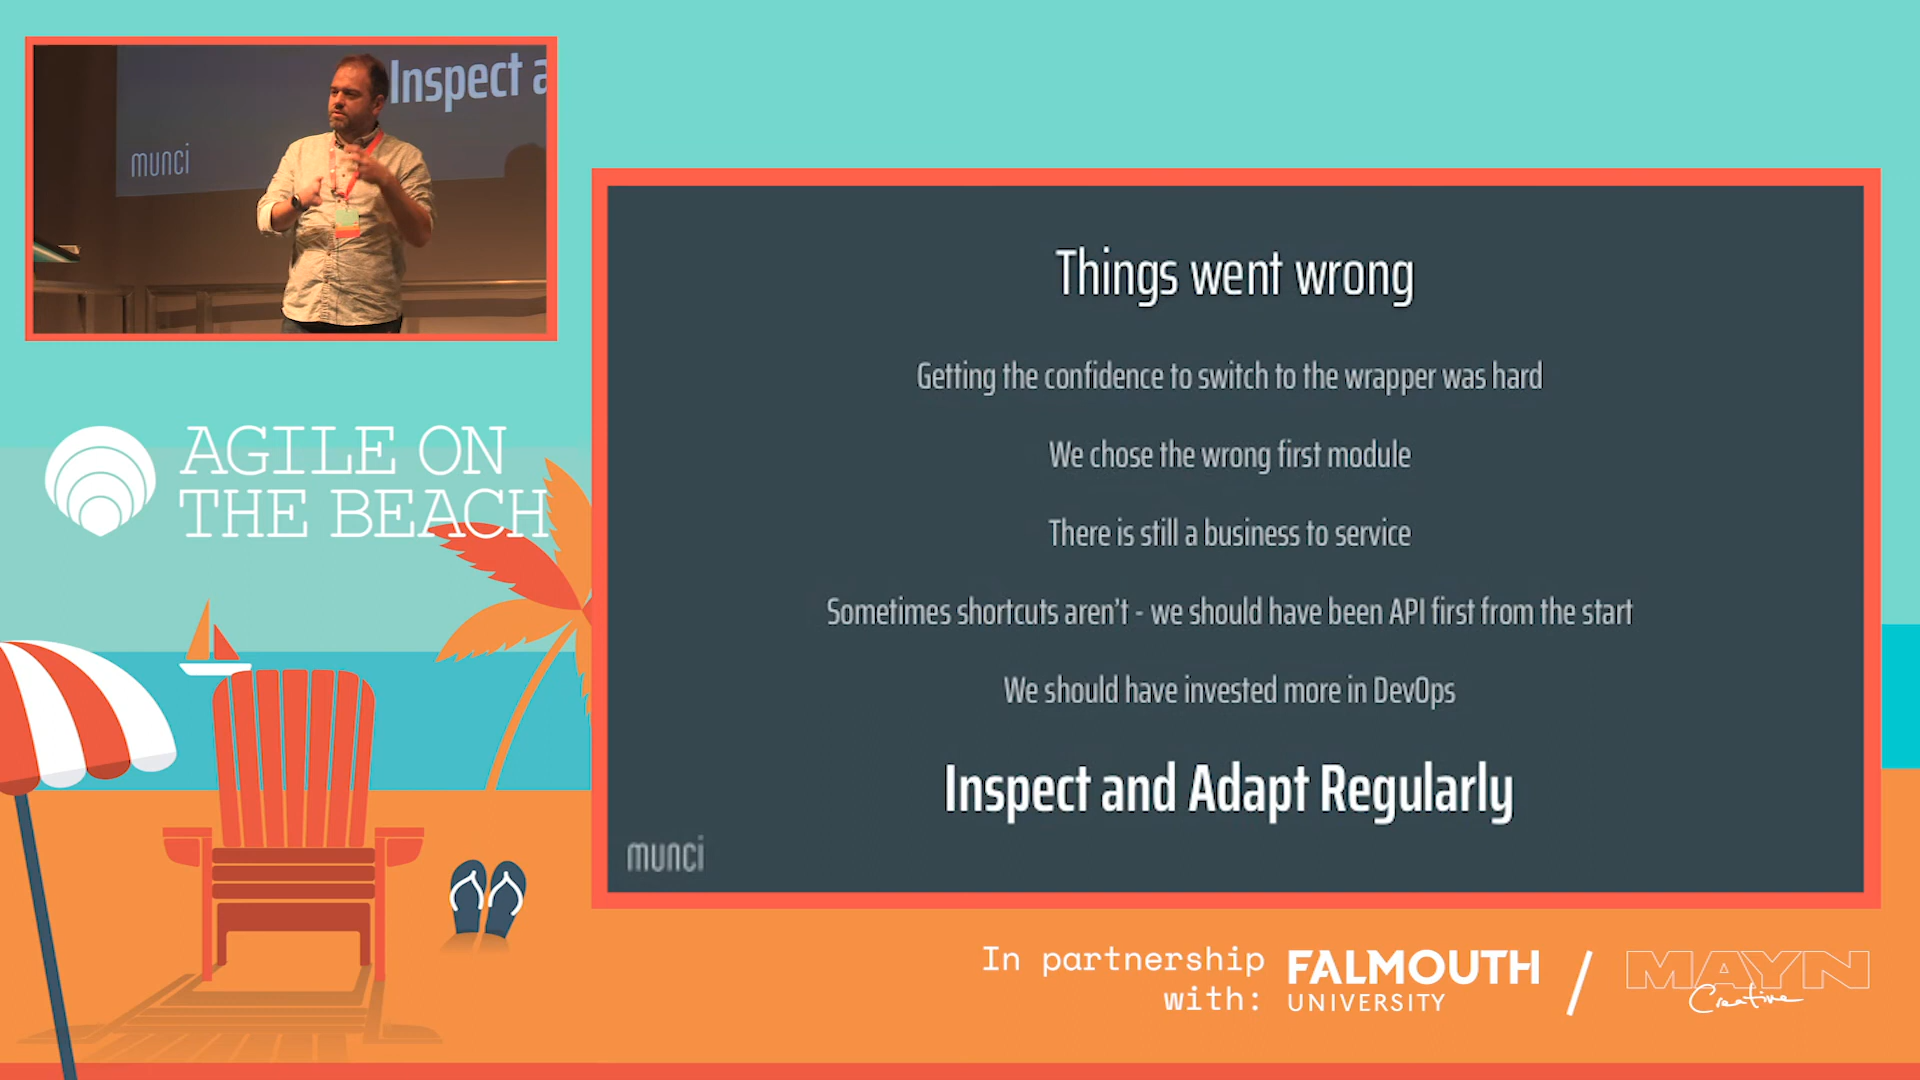 Inspect a
munci
AGILE ON
THE BEACH
Things went wrong
Getting the confidence to switch to the wrapper was hard
We chose the wrong first module
There is still a business to service
Sometimes shortcuts aren't - we should have been API first from the start
We should have invested more in DevOps
Inspect and Adapt Regularly
munci
In partnership
with:
FALMOUTH
UNIVERSITY
/
MAYN
Creative